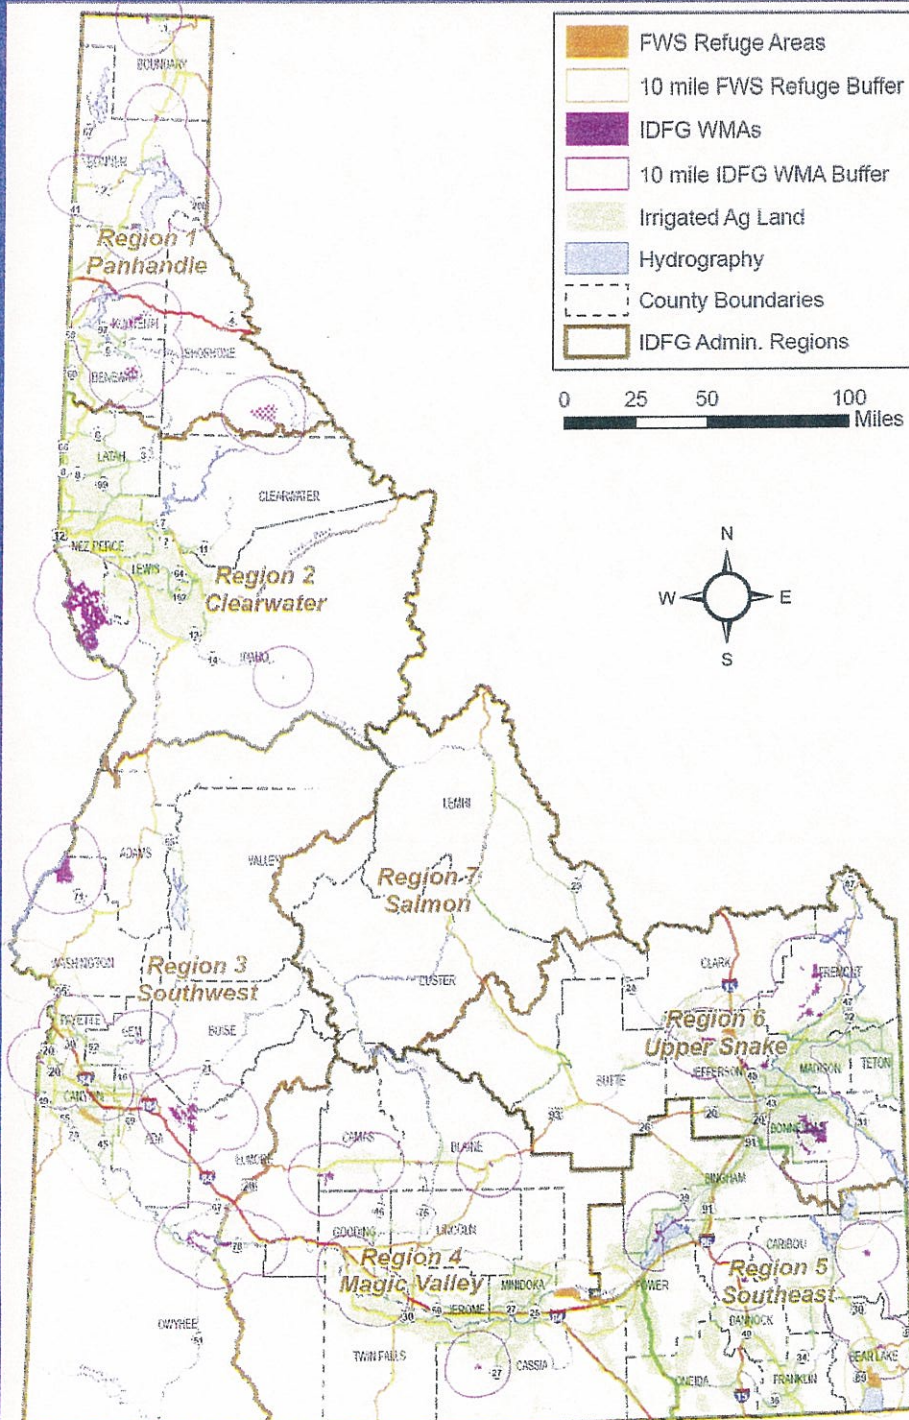 FWS Refuge Areas
10 mile FWS Refuge Buffer
IDFG WMAs
10 mile IDFG WMA Buffer
Irrigated Ag Land
Hydrography
County Boundaries
IDFG Admin. Regions
0 25 50 100
Miles
N
W E
S
BOUNDARY
BONNER
Region 1
Panhandle
KOOTENAI
SHOSHONE
BENEWAH
LATAH
CLEARWATER
NEZ PERCE
LEWIS
Region 2
Clearwater
IDAHO
LEMHI
ADAMS
VALLEY
Region 7
Salmon
WASHINGTON
Region 3
Southwest
CUSTER
CLARK
FREMONT
PAYETTE
GEM
BOISE
Region 6
Upper Snake
BUTTE
JEFFERSON
MADISON
TETON
CANYON
ADA
ELMORE
CAMAS
BLAINE
BONNEVILLE
BINGHAM
GOODING
LINCOLN
CARIBOU
Region 4
Magic Valley
MINIDOKA
POWER
Region 5
Southeast
JEROME
BANNOCK
OWYHEE
TWIN FALLS
CASSIA
ONEIDA
FRANKLIN
BEAR LAKE